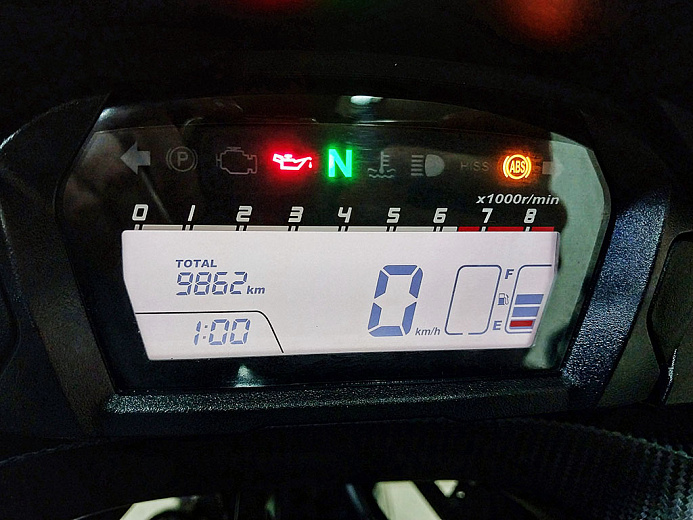 P N HISS ABS
x1000r/min
0 1 2 3 4 5 6 7 8
TOTAL
9862 km
1:00
0 km/h
F
E